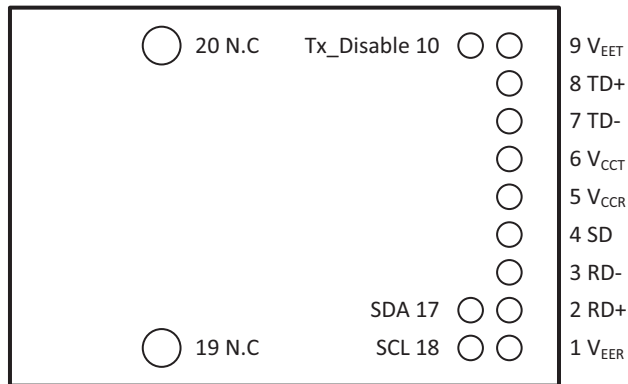 20 N.C Tx_Disable 10 9 VEET
8 TD+
7 TD-
6 VCCT
5 VCCR
4 SD
3 RD-
SDA 17 2 RD+
19 N.C SCL 18 1 VEER